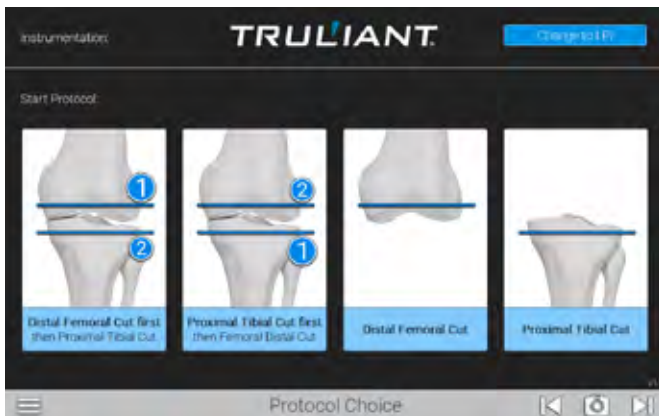 Instrumentation:
TRULIANT.
Change to LPI
Start Protocol:
1
2
2
1
Distal Femoral Cut first
then Proximal Tibial Cut
Proximal Tibial Cut first
then Femoral Distal Cut
Distal Femoral Cut
Proximal Tibial Cut
Protocol Choice